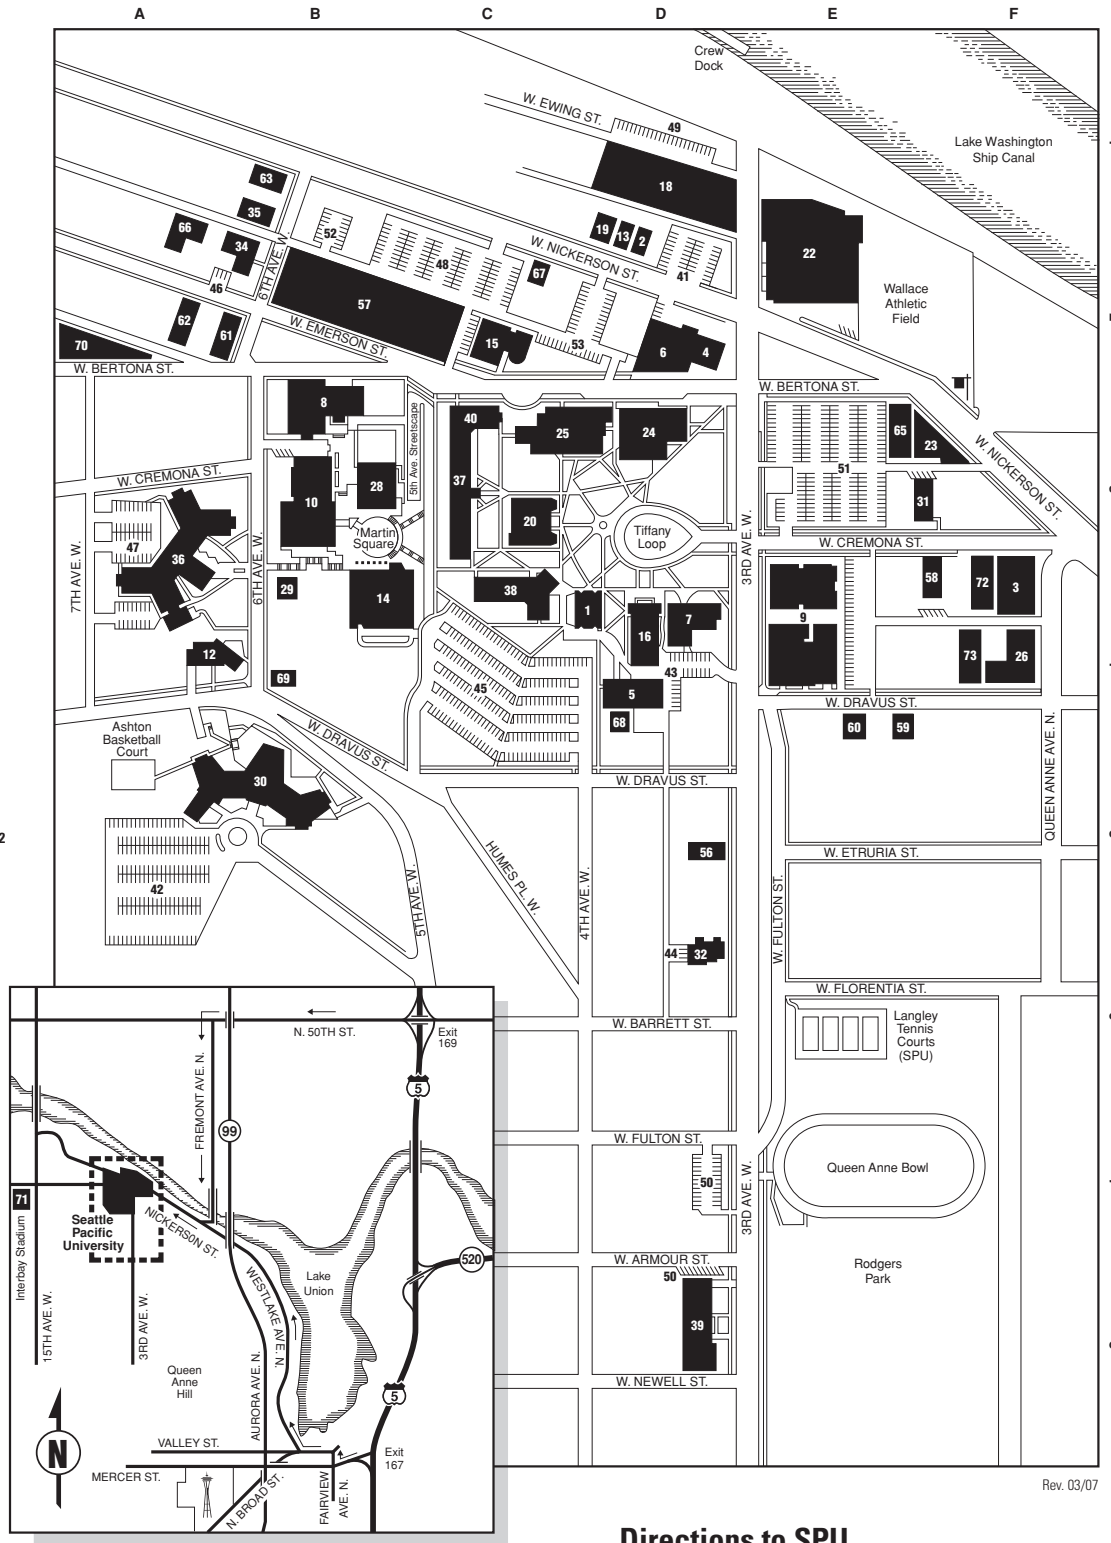 A B C D E F
Crew
Dock
W. EWING ST.
49
Lake Washington
Ship Canal
63
18
35
66
52
19
13
2
34
W. NICKERSON ST.
22
48
41
67
46
6TH AVE. N.
57
Wallace
Athletic
Field
62
61
W. EMERSON ST.
15
53
6
4
70
W. BERTONA ST.
W. BERTONA ST.
8
5th Ave. Streetscape
40
25
24
65
23
W. NICKERSON ST.
51
W. CREMONA ST.
37
28
10
31
20
Martin
Square
Tiffany
Loop
47
36
7TH AVE. W.
6TH AVE. W.
3RD AVE. W.
W. CREMONA ST.
29
14
38
58
72
3
1
16
7
9
12
73
26
43
69
45
5
68
W. DRAVUS ST.
60
59
Ashton
Basketball
Court
W. DRAVUS ST.
W. DRAVUS ST.
30
QUEEN ANNE AVE. N.
2
HUMES PL. W.
56
W. ETRURIA ST.
42
5TH AVE. W.
4TH AVE. W.
W. FULTON ST.
44
32
W. FLORENTIA ST.
W. BARRETT ST.
Langley
Tennis
Courts
(SPU)
N. 50TH ST.
Exit
169
5
FREMONT AVE. N.
99
W. FULTON ST.
Queen Anne Bowl
50
3RD AVE. W.
71
Interbay Stadium
Seattle
Pacific
University
NICKERSON ST.
520
W. ARMOUR ST.
50
Rodgers
Park
Lake
Union
WESTLAKE AVE. N.
15TH AVE. W.
3RD AVE. W.
39
Queen
Anne
Hill
AURORA AVE. N.
W. NEWELL ST.
5
N
VALLEY ST.
Exit
167
MERCER ST.
N. BROAD ST.
FAIRVIEW
AVE. N.
Rev. 03/07
Directions to SPU